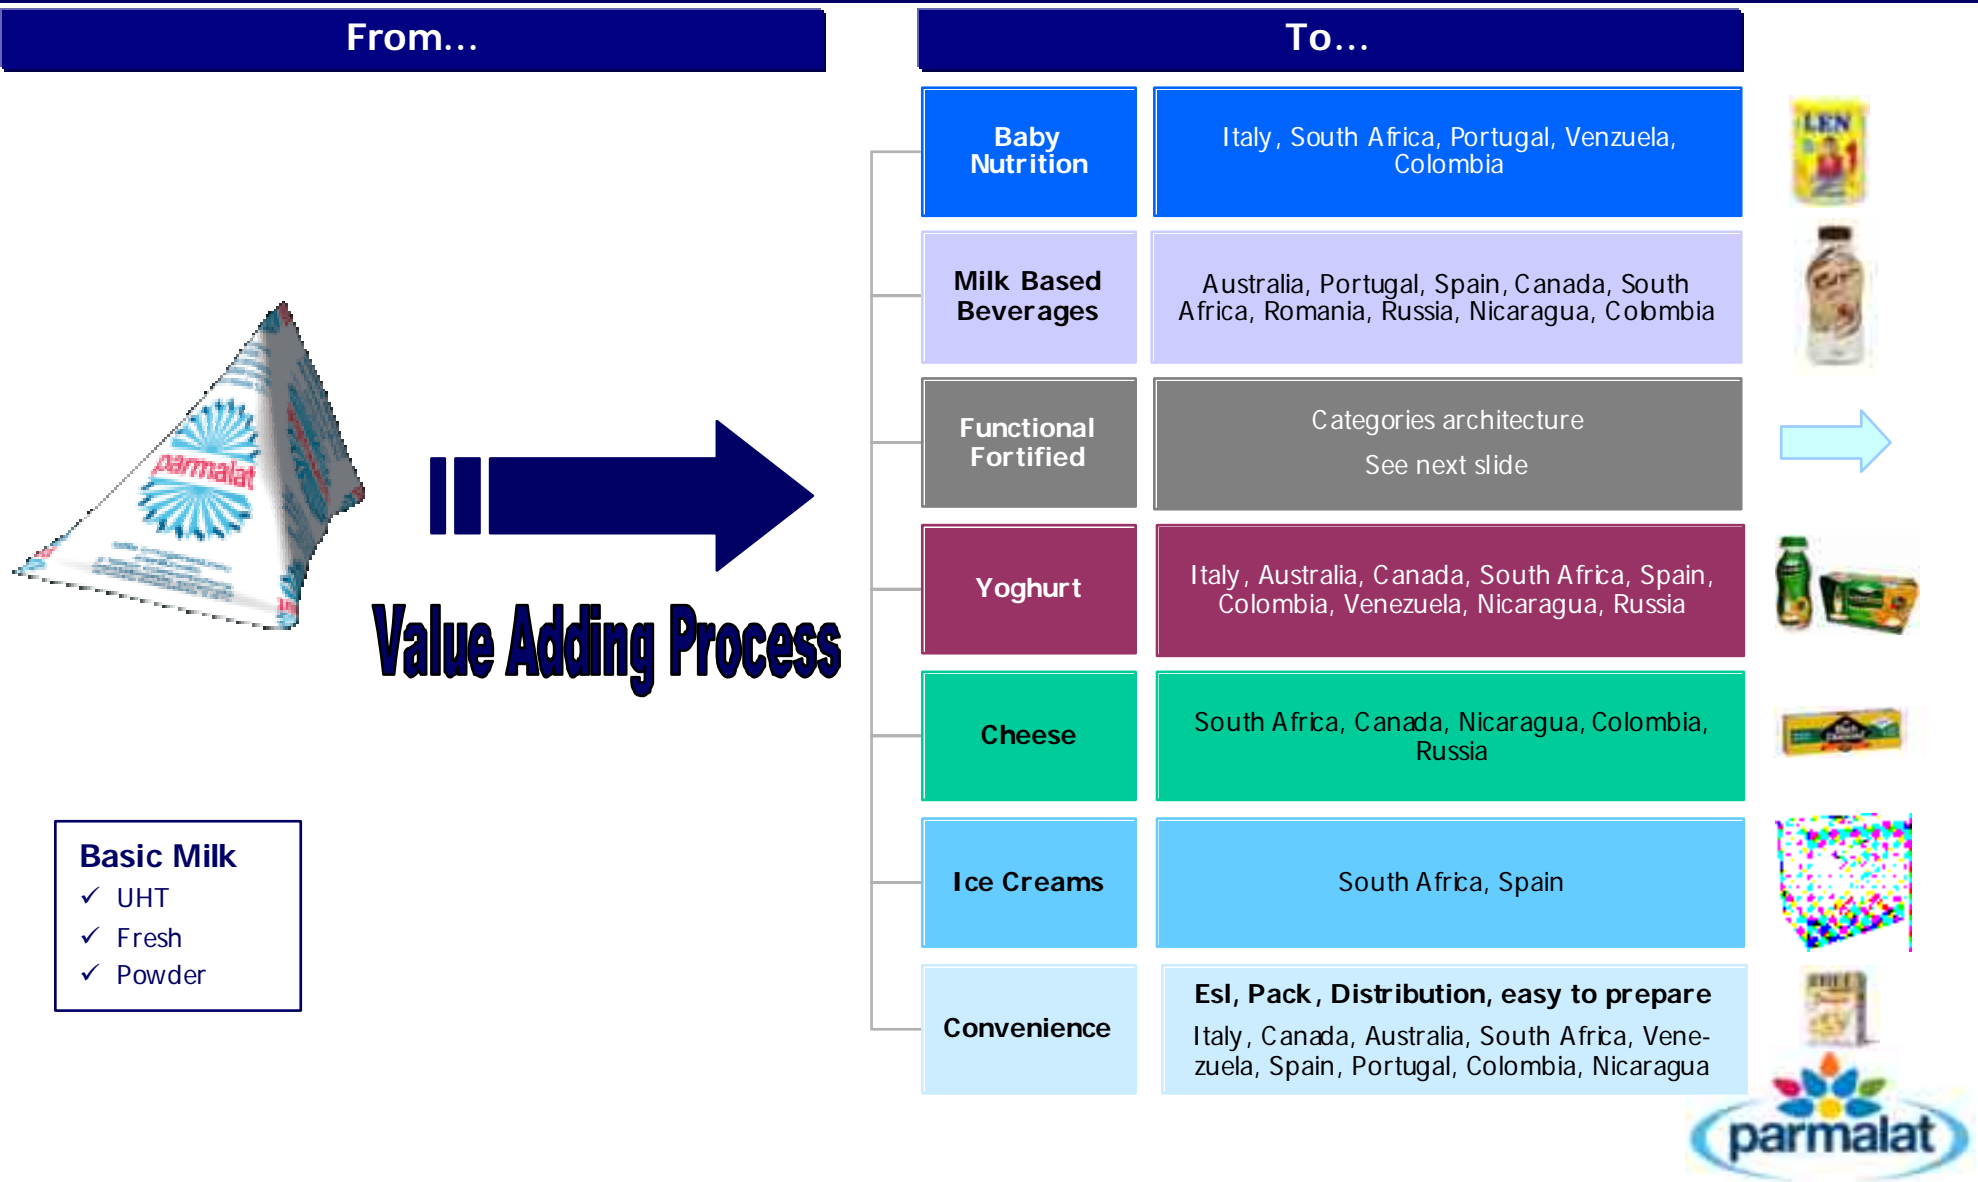 From...
To...
parmalat
Value Adding Process
Basic Milk
✓ UHT
✓ Fresh
✓ Powder
Baby
Nutrition
Italy, South Africa, Portugal, Venzuela,
Colombia
LEN
Milk Based
Beverages
Australia, Portugal, Spain, Canada, South
Africa, Romania, Russia, Nicaragua, Colombia
Functional
Fortified
Categories architecture
See next slide
Yoghurt
Italy, Australia, Canada, South Africa, Spain,
Colombia, Venezuela, Nicaragua, Russia
Cheese
South Africa, Canada, Nicaragua, Colombia,
Russia
Ice Creams
South Africa, Spain
Convenience
Esl, Pack, Distribution, easy to prepare
Italy, Canada, Australia, South Africa, Vene-
zuela, Spain, Portugal, Colombia, Nicaragua
parmalat